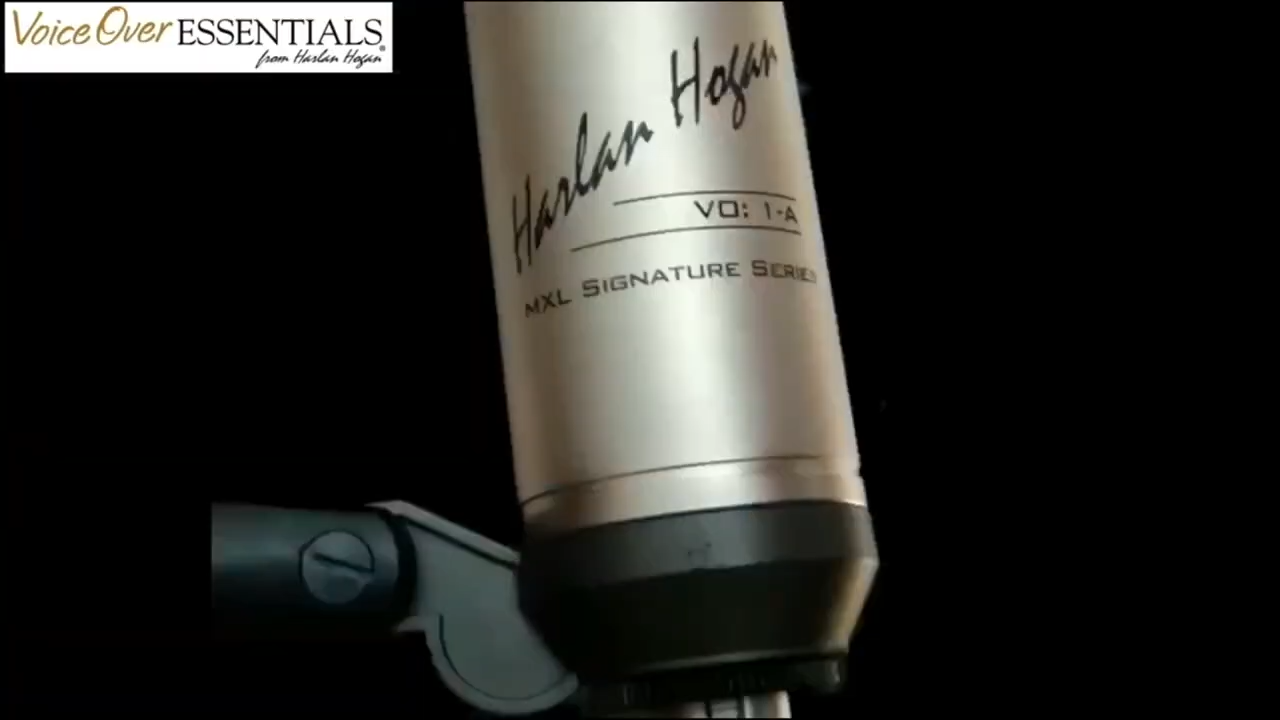 Voice Over ESSENTIALS®
from Harlan Hogan
Harlan Hogan
VO: 1-A
MXL SIGNATURE SERIES